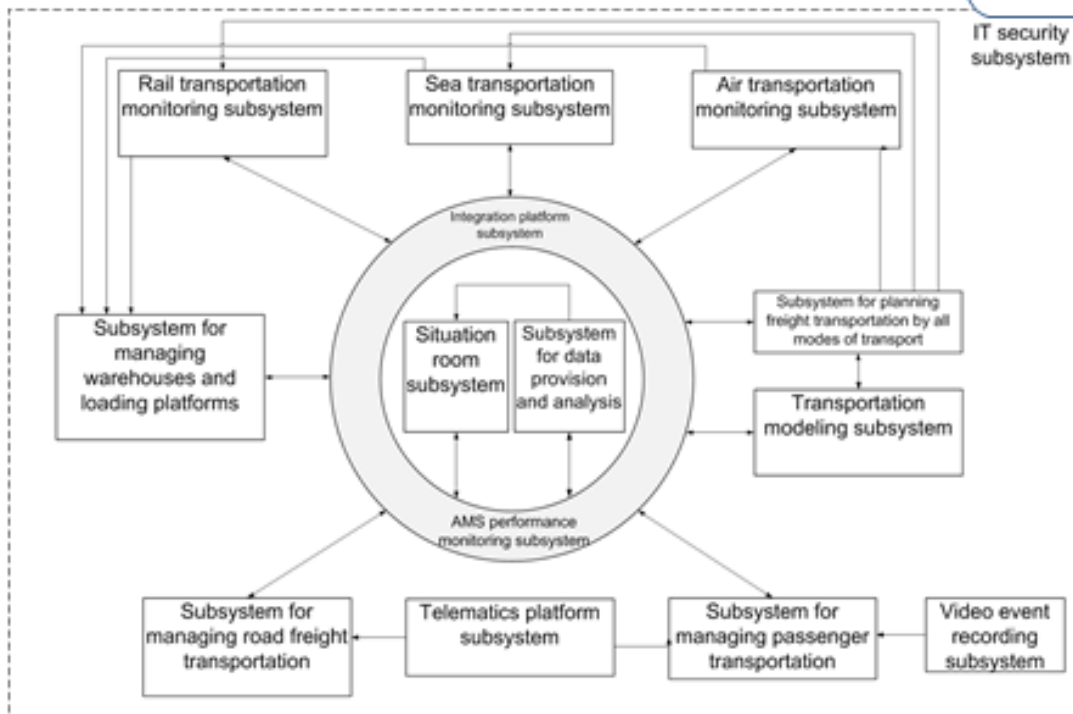 IT security
subsystem
Rail transportation
monitoring subsystem
Sea transportation
monitoring subsystem
Air transportation
monitoring subsystem
Integration platform
subsystem
Subsystem for
managing
warehouses and
loading platforms
Situation
room
subsystem
Subsystem
for data
provision
and analysis
Subsystem for planning
freight transportation by all
modes of transport
Transportation
modeling subsystem
AMS performance
monitoring subsystem
Subsystem for
managing road freight
transportation
Telematics platform
subsystem
Subsystem for
managing passenger
transportation
Video event
recording
subsystem